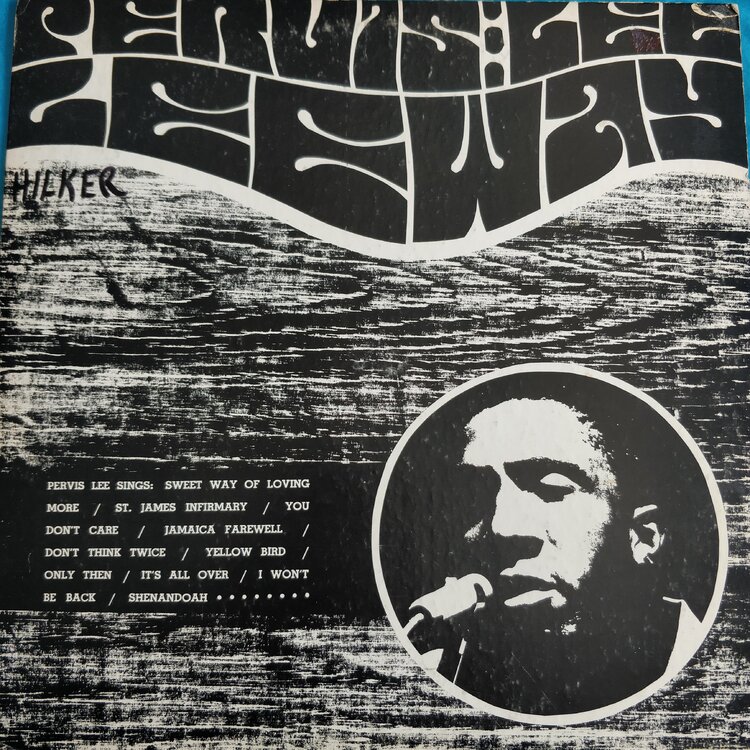 PERVIS LEE
LEEWAY
HILKER
PERVIS LEE SINGS: SWEET WAY OF LOVING
MORE / ST. JAMES INFIRMARY / YOU
DON'T CARE / JAMAICA FAREWELL /
DON'T THINK TWICE / YELLOW BIRD /
ONLY THEN / IT'S ALL OVER / I WON'T
BE BACK / SHENANDOAH • • • • • • • •